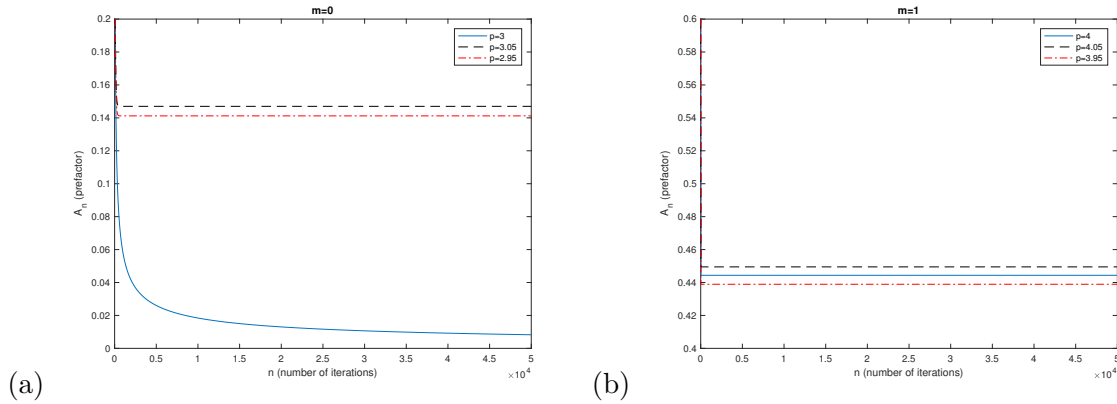 m=0
p=3
p=3.05
p=2.95
0.2
0.18
0.16
0.14
0.12
0.1
0.08
0.06
0.04
0.02
0
A_n (prefactor)
0 0.5 1 1.5 2 2.5 3 3.5 4 4.5 5
n (number of iterations)
×10^4
(a)
m=1
p=4
p=4.05
p=3.95
0.6
0.58
0.56
0.54
0.52
0.5
0.48
0.46
0.44
0.42
0.4
A_n (prefactor)
0 0.5 1 1.5 2 2.5 3 3.5 4 4.5 5
n (number of iterations)
×10^4
(b)